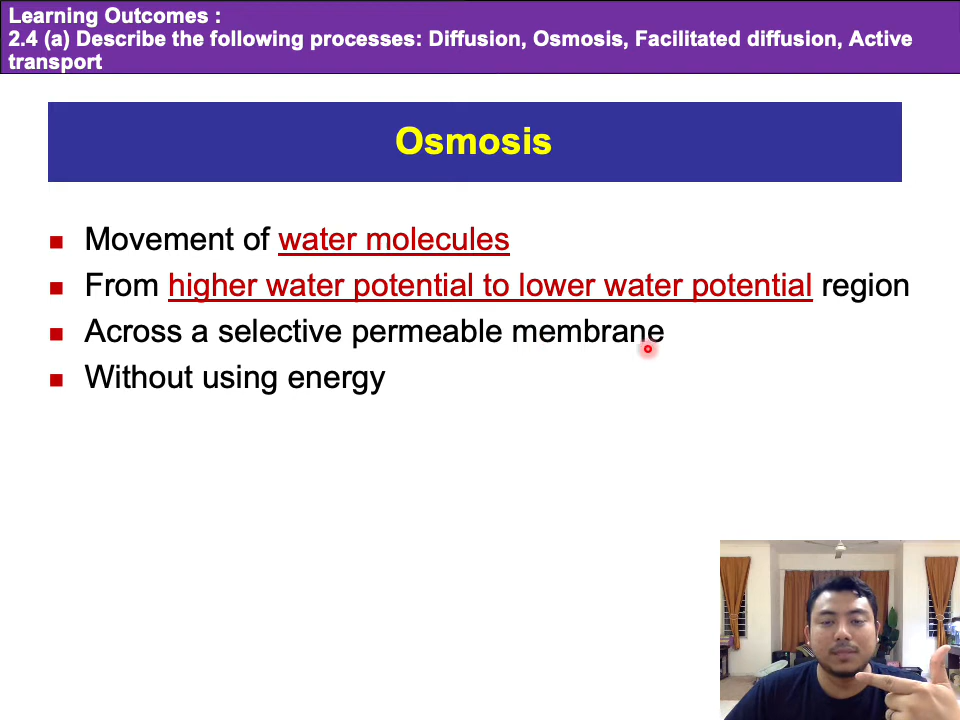 Learning Outcomes :
2.4 (a) Describe the following processes: Diffusion, Osmosis, Facilitated diffusion, Active
transport
Osmosis
Movement of water molecules
From higher water potential to lower water potential region
Across a selective permeable membrane
Without using energy